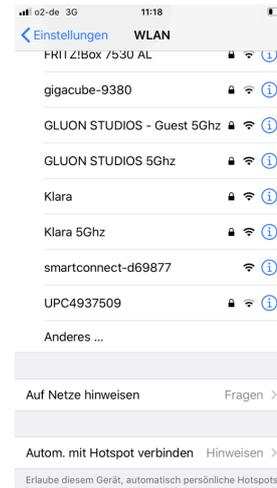 o2-de 3G 11:18
Einstellungen WLAN
FRITZ!Box 7530 AL
gigacube-9380
GLUON STUDIOS - Guest 5Ghz
GLUON STUDIOS 5Ghz
Klara
Klara 5Ghz
smartconnect-d69877
UPC4937509
Anderes ...
Auf Netze hinweisen Fragen
Autom. mit Hotspot verbinden Hinweisen
Erlaube diesem Gerät, automatisch persönliche Hotspots